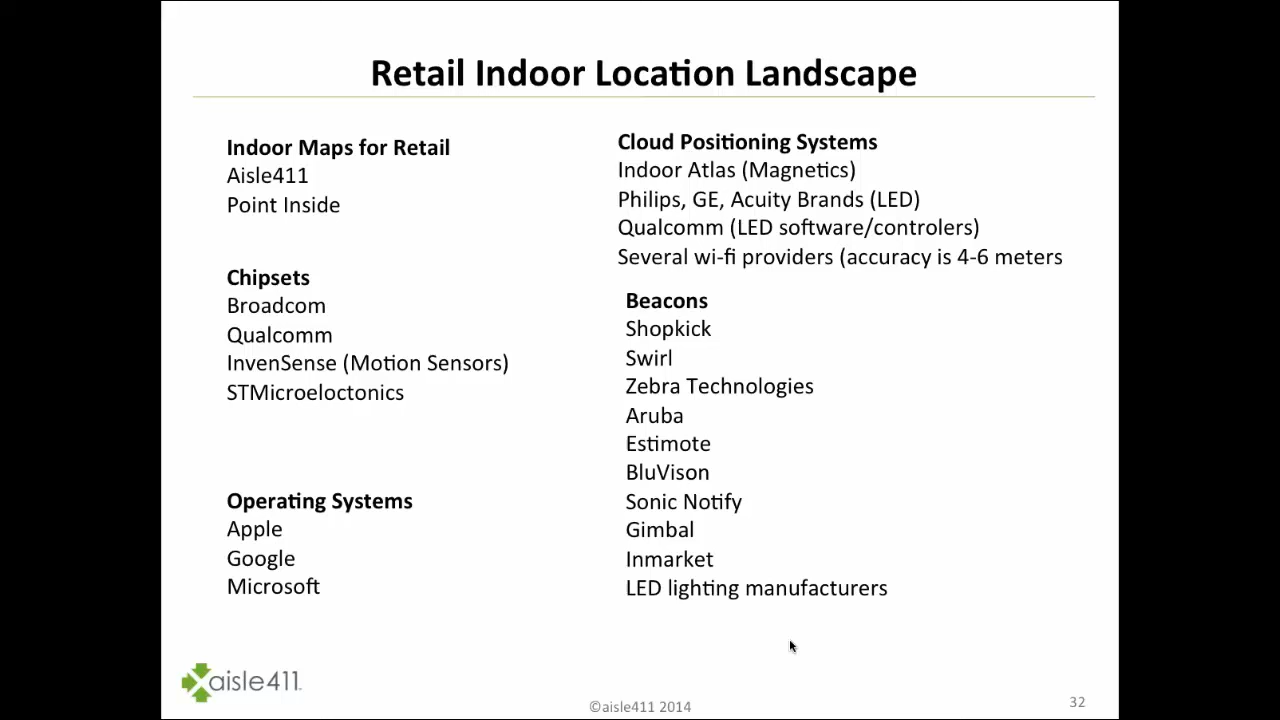 Retail Indoor Location Landscape
Indoor Maps for Retail
Aisle411
Point Inside
Chipsets
Broadcom
Qualcomm
InvenSense (Motion Sensors)
STMicroeloctonics
Operating Systems
Apple
Google
Microsoft
Cloud Positioning Systems
Indoor Atlas (Magnetics)
Philips, GE, Acuity Brands (LED)
Qualcomm (LED software/controlers)
Several wi-fi providers (accuracy is 4-6 meters
Beacons
Shopkick
Swirl
Zebra Technologies
Aruba
Estimote
BluVison
Sonic Notify
Gimbal
Inmarket
LED lighting manufacturers
aisle411
©aisle411 2014
32